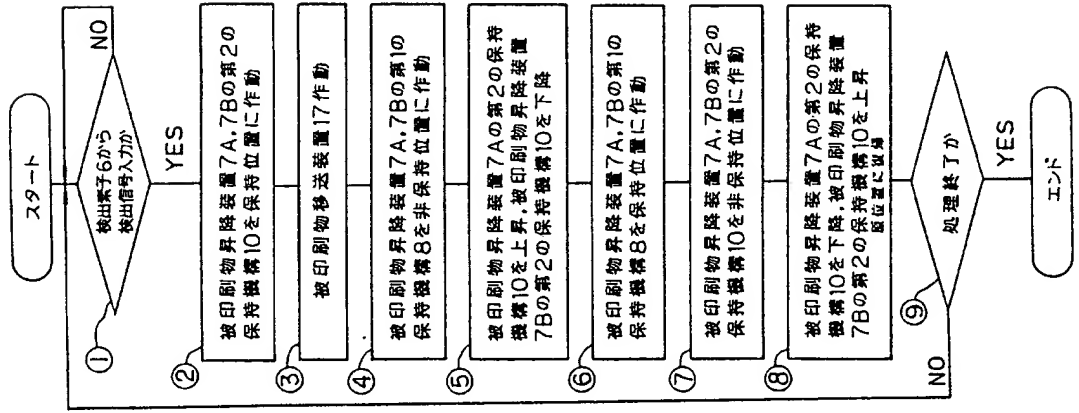 スタート
①
検出素子6から
検出信号入力か
NO
YES
②
被印刷物昇降装置7A,7Bの第2の
保持機構10を保持位置に作動
③
被印刷物移送装置17作動
④
被印刷物昇降装置7A,7Bの第1の
保持機構8を非保持位置に作動
⑤
被印刷物昇降装置7Aの第2の保持
機構10を上昇,被印刷物昇降装置
7Bの第2の保持機構10を下降
⑥
被印刷物昇降装置7A,7Bの第1の
保持機構8を保持位置に作動
⑦
被印刷物昇降装置7A,7Bの第2の
保持機構10を非保持位置に作動
⑧
被印刷物昇降装置7Aの第2の保持
機構10を下降,被印刷物昇降装置
7Bの第2の保持機構10を上昇
原位置に復帰
⑨
処理終了か
NO
YES
エンド